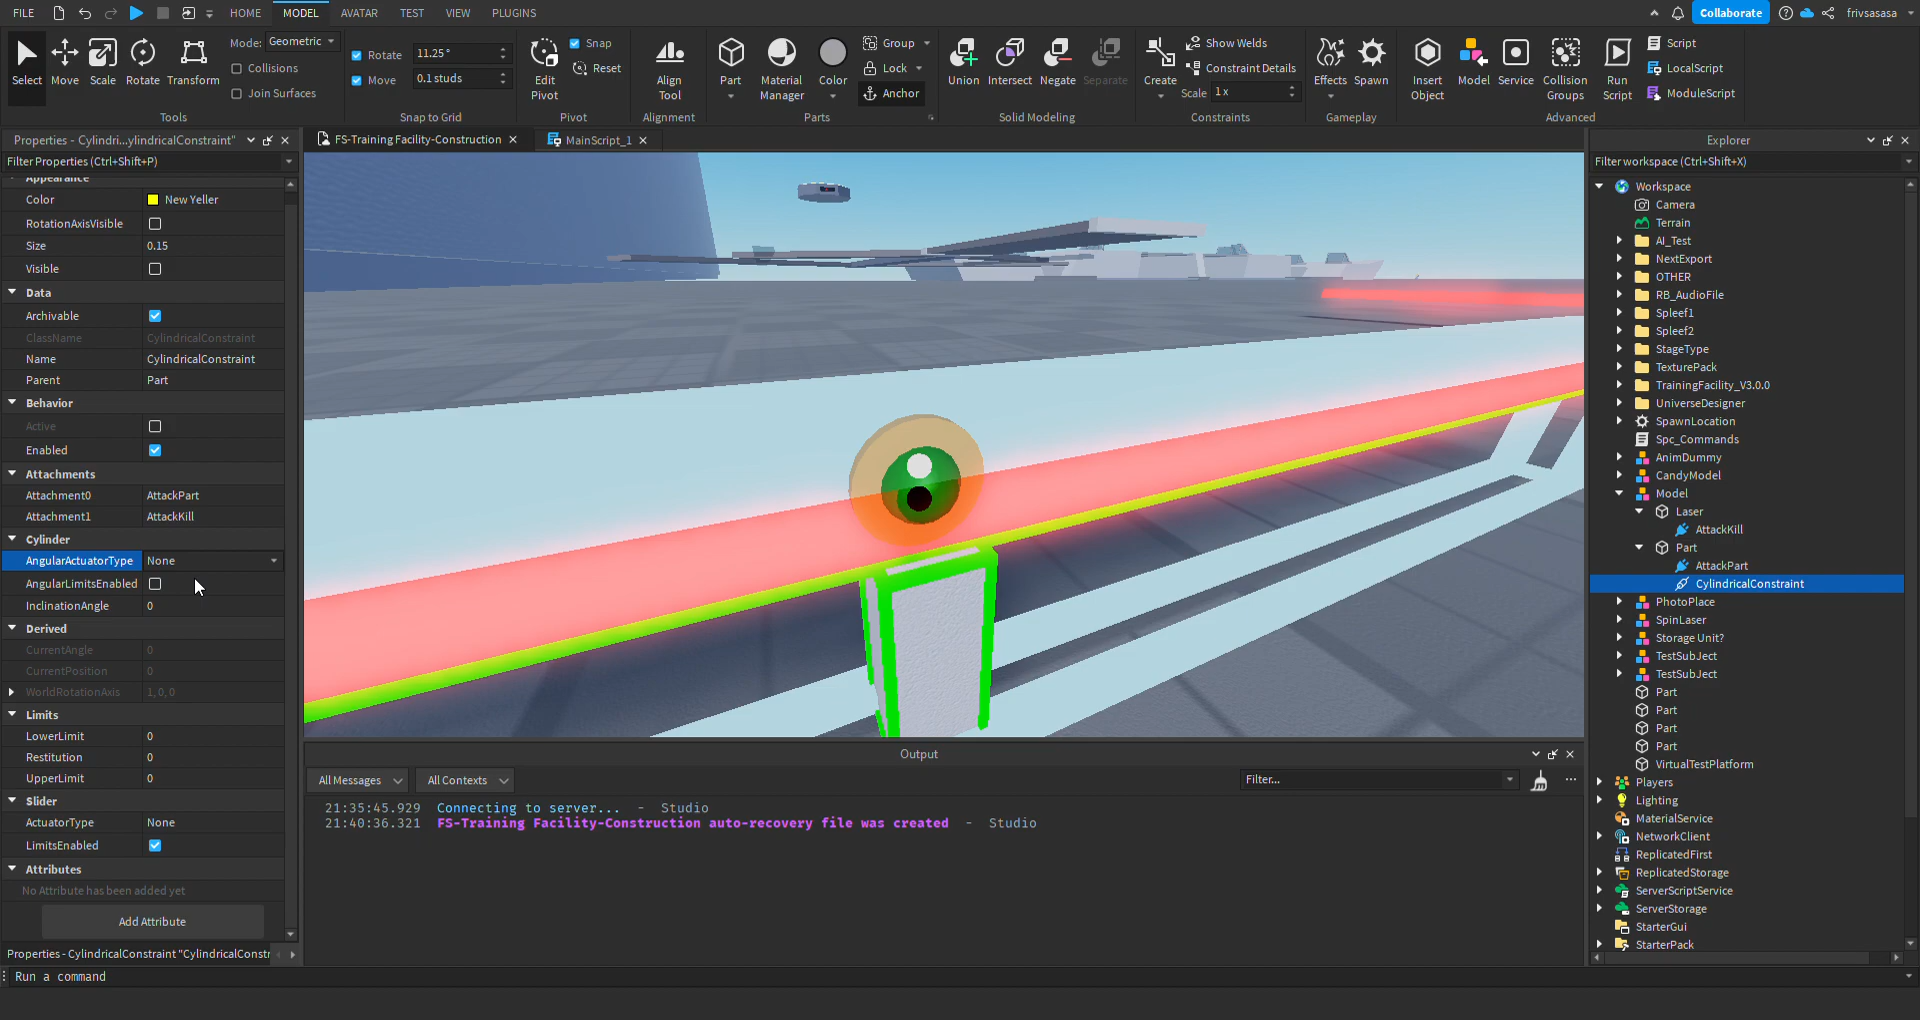 FILE
HOME
MODEL
AVATAR
TEST
VIEW
PLUGINS
Collaborate
frivsasasa
Select
Move
Scale
Rotate
Transform
Mode:
Geometric
Collisions
Join Surfaces
Tools
Rotate
11.25 °
Move
0.1 studs
Snap to Grid
Edit
Pivot
Snap
Reset
Pivot
Align
Tool
Alignment
Part
Material
Manager
Color
Group
Lock
Anchor
Parts
Union
Intersect
Negate
Separate
Solid Modeling
Create
Show Welds
Constraint Details
Scale
1 x
Constraints
Effects
Spawn
Gameplay
Insert
Object
Model
Service
Collision
Groups
Run
Script
Script
LocalScript
ModuleScript
Advanced
Properties - Cylindri...ylindricalConstraint"
Filter Properties (Ctrl+Shift+P)
Appearance
Color
New Yeller
RotationAxisVisible
Size
0.15
Visible
Data
Archivable
ClassName
CylindricalConstraint
Name
CylindricalConstraint
Parent
Part
Behavior
Active
Enabled
Attachments
Attachment0
AttackPart
Attachment1
AttackKill
Cylinder
AngularActuatorType
None
AngularLimitsEnabled
InclinationAngle
0
Derived
CurrentAngle
0
CurrentPosition
0
WorldRotationAxis
1, 0, 0
Limits
LowerLimit
0
Restitution
0
UpperLimit
0
Slider
ActuatorType
None
LimitsEnabled
Attributes
No Attribute has been added yet
Add Attribute
Properties - CylindricalConstraint "CylindricalConstr
FS-Training Facility-Construction
MainScript_1
Output
All Messages
All Contexts
Filter...
21:35:45.929 Connecting to server... - Studio
21:40:36.321 FS-Training Facility-Construction auto-recovery file was created - Studio
Explorer
Filter workspace (Ctrl+Shift+X)
Workspace
Camera
Terrain
AI_Test
NextExport
OTHER
RB_AudioFile
Spleef1
Spleef2
StageType
TexturePack
TrainingFacility_V3.0.0
UniverseDesigner
SpawnLocation
Spc_Commands
AnimDummy
CandyModel
Model
Laser
AttackKill
Part
AttackPart
CylindricalConstraint
PhotoPlace
SpinLaser
Storage Unit?
TestSubJect
TestSubJect
Part
Part
Part
Part
VirtualTestPlatform
Players
Lighting
MaterialService
NetworkClient
ReplicatedFirst
ReplicatedStorage
ServerScriptService
ServerStorage
StarterGui
StarterPack
Run a command